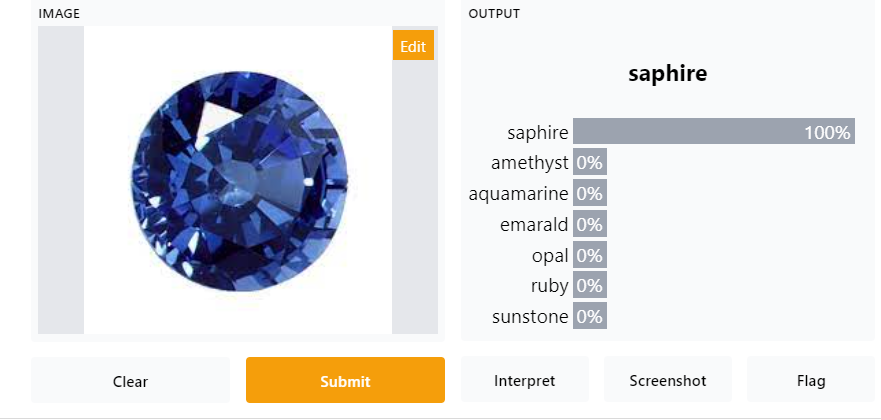 IMAGE
Edit
Clear
Submit
OUTPUT
saphire
saphire 100%
amethyst 0%
aquamarine 0%
emarald 0%
opal 0%
ruby 0%
sunstone 0%
Interpret
Screenshot
Flag